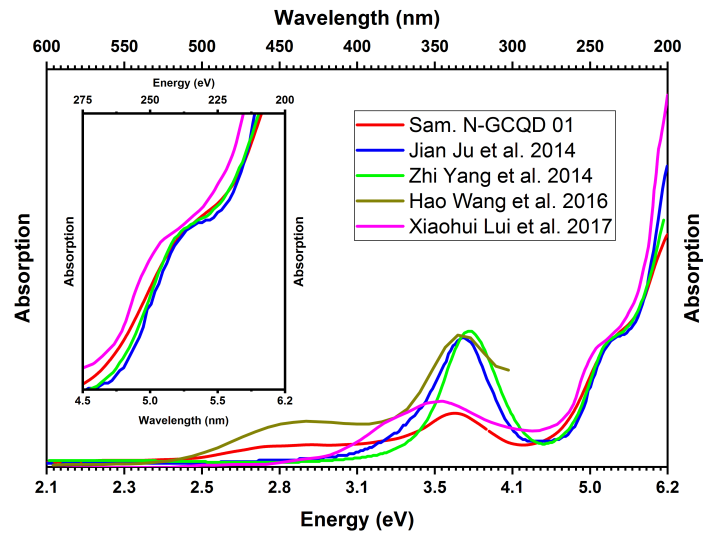 Wavelength (nm)
600 550 500 450 400 350 300 250 200
Energy (eV)
275 250 225 200
Absorption
Absorption
4.5 5.0 5.5 6.2
Wavelength (nm)
Sam. N-GCQD 01
Jian Ju et al. 2014
Zhi Yang et al. 2014
Hao Wang et al. 2016
Xiaohui Lui et al. 2017
Absorption
Absorption
2.1 2.3 2.5 2.8 3.1 3.5 4.1 5.0 6.2
Energy (eV)